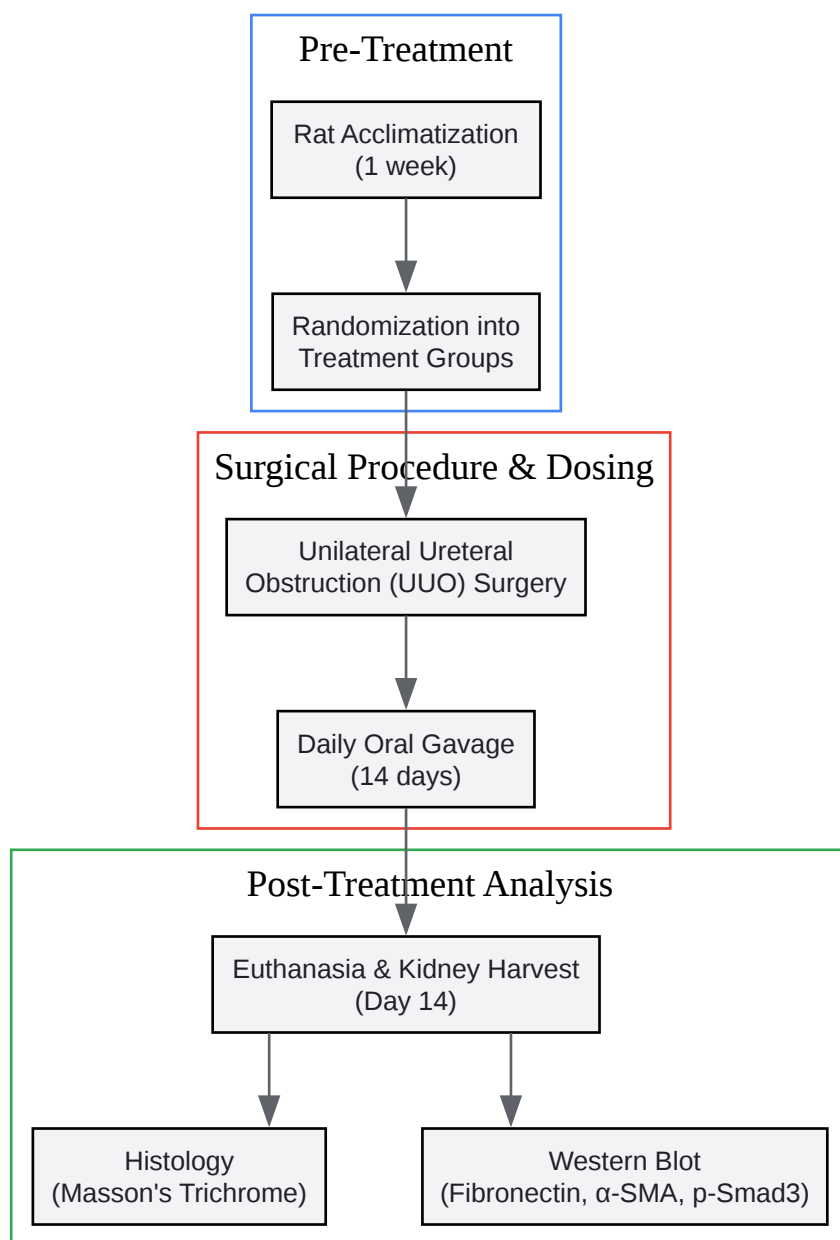 Pre-Treatment
Rat Acclimatization
(1 week)
Randomization into
Treatment Groups
Surgical Procedure & Dosing
Unilateral Ureteral
Obstruction (UUO) Surgery
Daily Oral Gavage
(14 days)
Post-Treatment Analysis
Euthanasia & Kidney Harvest
(Day 14)
Histology
(Masson's Trichrome)
Western Blot
(Fibronectin, α-SMA, p-Smad3)